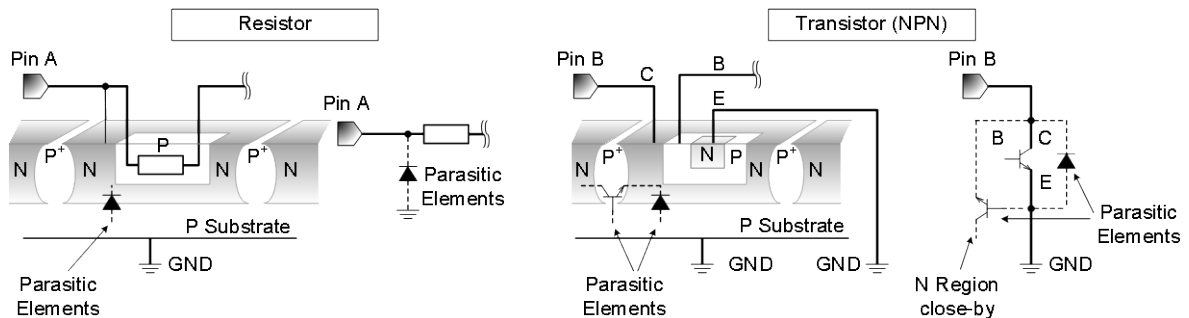 Resistor
Pin A
N
P+
N
P
N
P+
N
P Substrate
GND
Parasitic
Elements
Pin A
Parasitic
Elements
Transistor (NPN)
Pin B
C
B
E
N
P+
N
N
P
N
P+
N
P Substrate
GND
GND
Parasitic
Elements
Pin B
B
C
E
Parasitic
Elements
GND
N Region
close-by